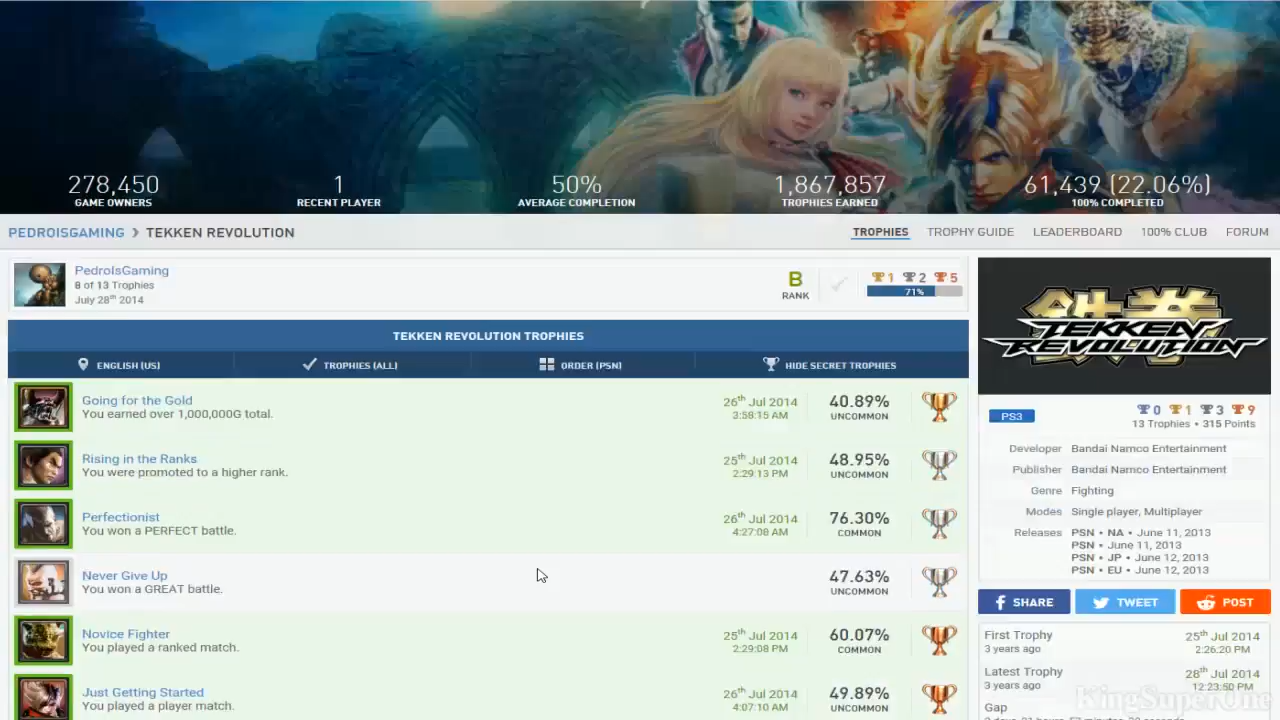 278,450
GAME OWNERS
1
RECENT PLAYER
50%
AVERAGE COMPLETION
1,867,857
TROPHIES EARNED
61,439 (22.06%)
100% COMPLETED
PEDROISGAMING > TEKKEN REVOLUTION
TROPHIES TROPHY GUIDE LEADERBOARD 100% CLUB FORUM
PedroIsGaming
8 of 13 Trophies
July 28th 2014
B
RANK
1 2 5
71%
TEKKEN REVOLUTION TROPHIES
ENGLISH (US) TROPHIES (ALL) ORDER (PSN) HIDE SECRET TROPHIES
Going for the Gold
You earned over 1,000,000G total.
26th Jul 2014
3:58:15 AM
40.89%
UNCOMMON
Rising in the Ranks
You were promoted to a higher rank.
25th Jul 2014
2:29:13 PM
48.95%
UNCOMMON
Perfectionist
You won a PERFECT battle.
26th Jul 2014
4:27:08 AM
76.30%
COMMON
Never Give Up
You won a GREAT battle.
47.63%
UNCOMMON
Novice Fighter
You played a ranked match.
25th Jul 2014
2:29:08 PM
60.07%
COMMON
Just Getting Started
You played a player match.
26th Jul 2014
4:07:10 AM
49.89%
UNCOMMON
TEKKEN
REVOLUTION
PS3
0 1 3 9
13 Trophies • 315 Points
Developer Bandai Namco Entertainment
Publisher Bandai Namco Entertainment
Genre Fighting
Modes Single player, Multiplayer
Releases PSN • NA • June 11, 2013
PSN • June 11, 2013
PSN • JP • June 12, 2013
PSN • EU • June 12, 2013
SHARE TWEET POST
First Trophy
3 years ago
25th Jul 2014
2:26:20 PM
Latest Trophy
3 years ago
28th Jul 2014
12:23:50 PM
Gap
KingSuperOne